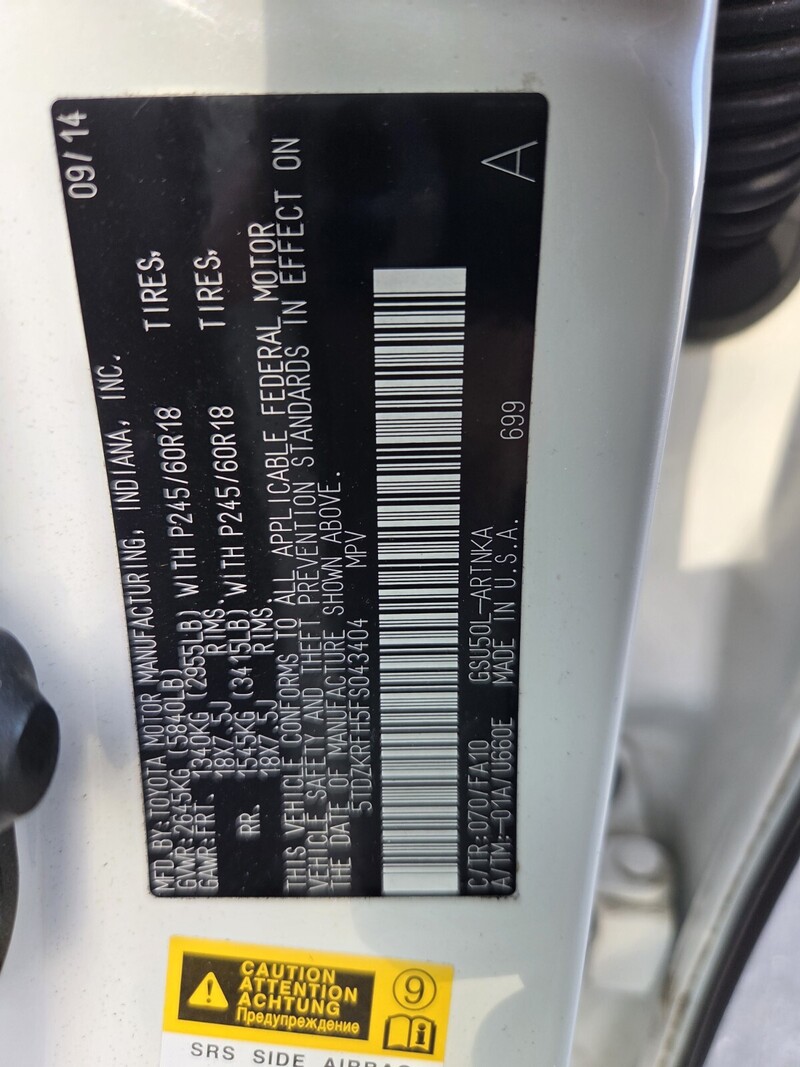 MFD. BY: TOYOTA MOTOR MANUFACTURING, INDIANA, INC. 09/14
GVWR: 2645KG (5840LB)
GAWR: FRT. 1340KG (2955LB) WITH P245/60R18 TIRES,
18X7.5J RIMS
RR. 1545KG (3415LB) WITH P245/60R18 TIRES,
18X7.5J RIMS
THIS VEHICLE CONFORMS TO ALL APPLICABLE FEDERAL MOTOR
VEHICLE SAFETY AND THEFT PREVENTION STANDARDS IN EFFECT ON
THE DATE OF MANUFACTURE SHOWN ABOVE.
5TDZKRFH5FS043404 MPV
C/TR: 070/FA10 GSU50L-ARTNKA 699
A/TM: -01A/U660E MADE IN U.S.A. A
CAUTION
ATTENTION
ACHTUNG
Предупреждение
9
i
SRS SIDE